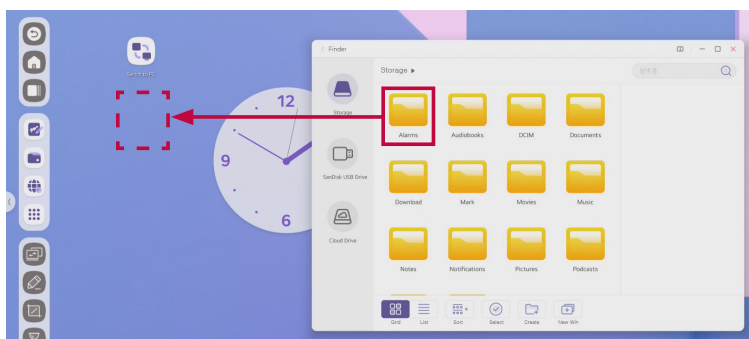 Finder
Switch to PC
12
9
6
Storage
SanDisk USB Drive
Cloud Drive
Storage ▸
Alarms
Audiobooks
DCIM
Documents
Download
Mark
Movies
Music
Notes
Notifications
Pictures
Podcasts
Grid
List
Sort
Select
Create
New Win